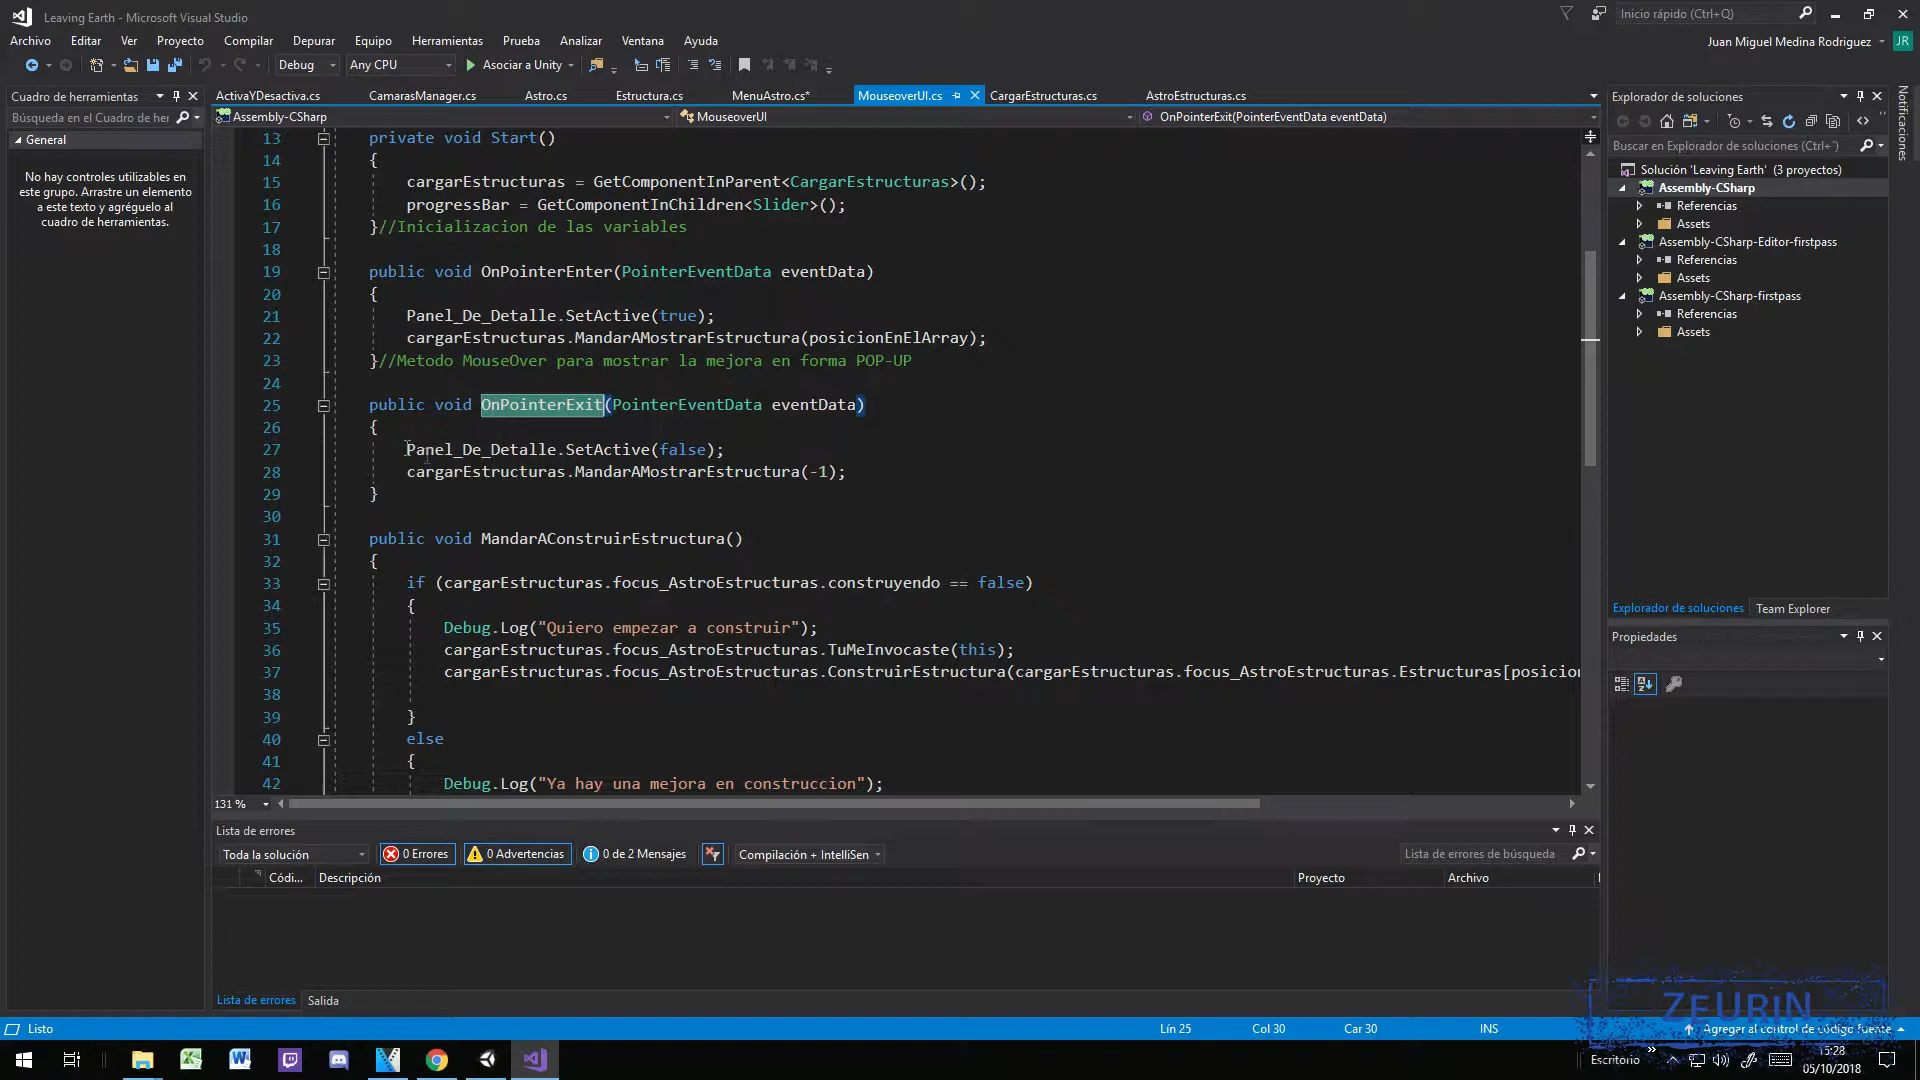 Leaving Earth - Microsoft Visual Studio
Inicio rápido (Ctrl+Q)
Archivo Editar Ver Proyecto Compilar Depurar Equipo Herramientas Prueba Analizar Ventana Ayuda
Juan Miguel Medina Rodriguez JR
Debug Any CPU Asociar a Unity
Cuadro de herramientas
Búsqueda en el Cuadro de her
General
No hay controles utilizables en
este grupo. Arrastre un elemento
a este texto y agréguelo al
cuadro de herramientas.
ActivaYDesactiva.cs CamarasManager.cs Astro.cs Estructura.cs MenuAstro.cs* MouseoverUI.cs CargarEstructuras.cs AstroEstructuras.cs
Assembly-CSharp MouseoverUI OnPointerExit(PointerEventData eventData)
13 private void Start()
14 {
15 cargarEstructuras = GetComponentInParent<CargarEstructuras>();
16 progressBar = GetComponentInChildren<Slider>();
17 }//Inicializacion de las variables
18
19 public void OnPointerEnter(PointerEventData eventData)
20 {
21 Panel_De_Detalle.SetActive(true);
22 cargarEstructuras.MandarAMostrarEstructura(posicionEnElArray);
23 }//Metodo MouseOver para mostrar la mejora en forma POP-UP
24
25 public void OnPointerExit(PointerEventData eventData)
26 {
27 Panel_De_Detalle.SetActive(false);
28 cargarEstructuras.MandarAMostrarEstructura(-1);
29 }
30
31 public void MandarAConstruirEstructura()
32 {
33 if (cargarEstructuras.focus_AstroEstructuras.construyendo == false)
34 {
35 Debug.Log("Quiero empezar a construir");
36 cargarEstructuras.focus_AstroEstructuras.TuMeInvocaste(this);
37 cargarEstructuras.focus_AstroEstructuras.ConstruirEstructura(cargarEstructuras.focus_AstroEstructuras.Estructuras[posicion
38
39 }
40 else
41 {
42 Debug.Log("Ya hay una mejora en construccion");
131 %
Explorador de soluciones
Buscar en Explorador de soluciones (Ctrl+`)
Solución 'Leaving Earth' (3 proyectos)
Assembly-CSharp
Referencias
Assets
Assembly-CSharp-Editor-firstpass
Referencias
Assets
Assembly-CSharp-firstpass
Referencias
Assets
Explorador de soluciones Team Explorer
Propiedades
Notificaciones
Lista de errores
Toda la solución 0 Errores 0 Advertencias 0 de 2 Mensajes Compilación + IntelliSen Lista de errores de búsqueda
Códi... Descripción Proyecto Archivo
Lista de errores Salida
ZEURiN
Listo Lín 25 Col 30 Car 30 INS Agregar al control de código fuente
Escritorio
15:28
05/10/2018